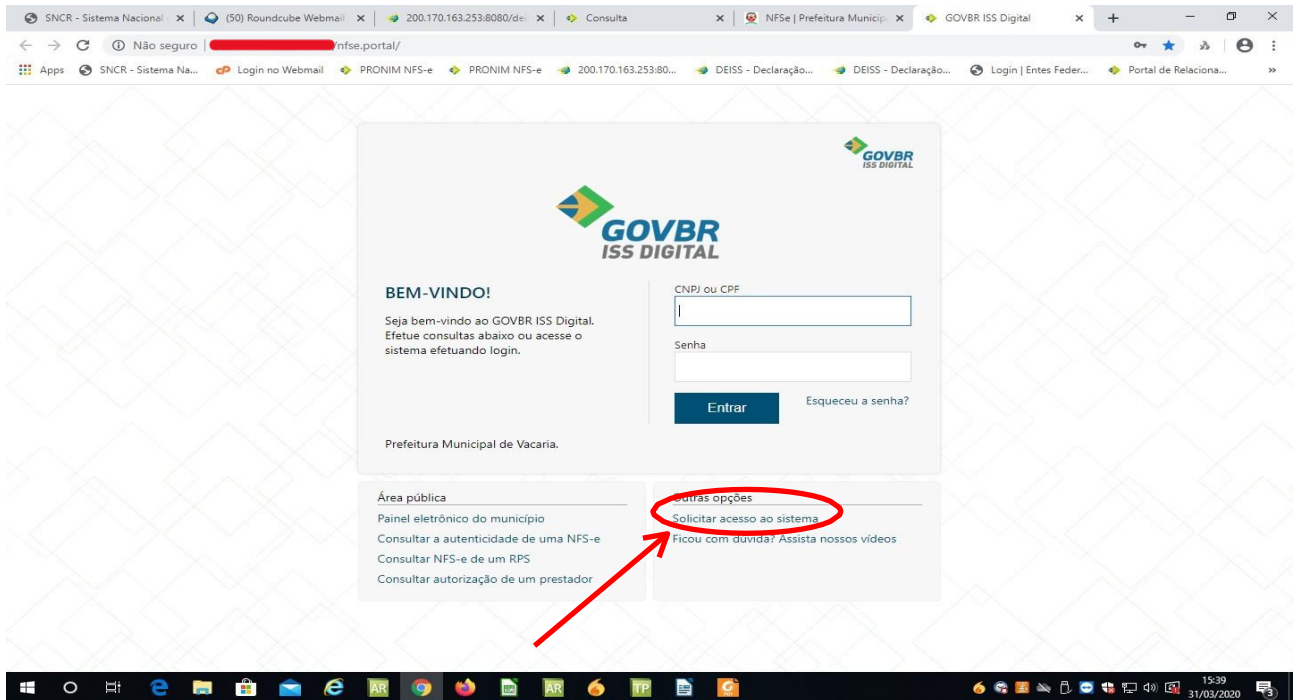 SNCR - Sistema Nacional
(50) Roundcube Webmail
200.170.163.253:8080/dei
Consulta
NFSe | Prefeitura Municip
GOVBR ISS Digital
Não seguro
/nfse.portal/
Apps
SNCR - Sistema Na...
Login no Webmail
PRONIM NFS-e
PRONIM NFS-e
200.170.163.253:80...
DEISS - Declaração...
DEISS - Declaração...
Login | Entes Feder...
Portal de Relaciona...
GOVBR
ISS DIGITAL
GOVBR
ISS DIGITAL
BEM-VINDO!
Seja bem-vindo ao GOVBR ISS Digital.
Efetue consultas abaixo ou acesse o
sistema efetuando login.
CNPJ ou CPF
Senha
Entrar
Esqueceu a senha?
Prefeitura Municipal de Vacaria.
Área pública
Painel eletrônico do município
Consultar a autenticidade de uma NFS-e
Consultar NFS-e de um RPS
Consultar autorização de um prestador
Outras opções
Solicitar acesso ao sistema
Ficou com dúvida? Assista nossos vídeos
AR
AR
TP
15:39
31/03/2020